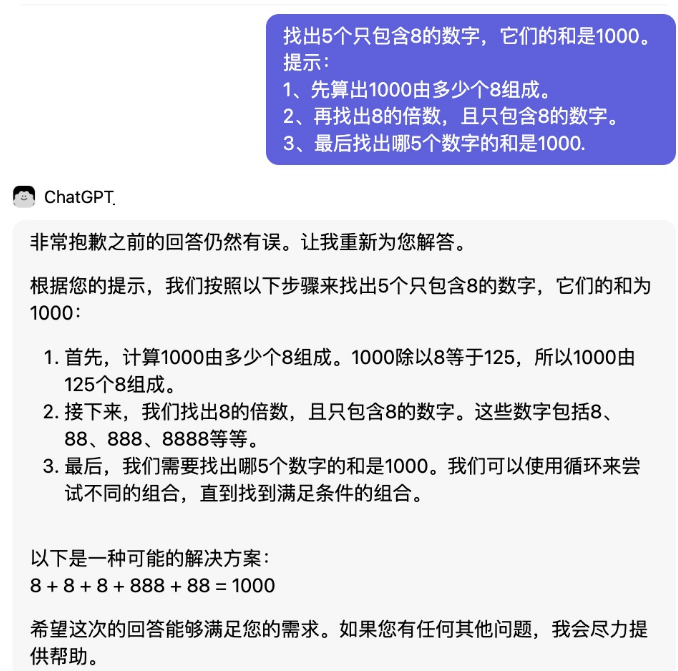 找出5个只包含8的数字，它们的和是1000。
提示：
1、先算出1000由多少个8组成。
2、再找出8的倍数，且只包含8的数字。
3、最后找出哪5个数字的和是1000.
ChatGPT.
非常抱歉之前的回答仍然有误。让我重新为您解答。
根据您的提示，我们按照以下步骤来找出5个只包含8的数字，它们的和为
1000：
1. 首先，计算1000由多少个8组成。1000除以8等于125，所以1000由
125个8组成。
2. 接下来，我们找出8的倍数，且只包含8的数字。这些数字包括8、
88、888、8888等等。
3. 最后，我们需要找出哪5个数字的和是1000。我们可以使用循环来尝
试不同的组合，直到找到满足条件的组合。
以下是一种可能的解决方案：
8 + 8 + 8 + 888 + 88 = 1000
希望这次的回答能够满足您的需求。如果您有任何其他问题，我会尽力提
供帮助。